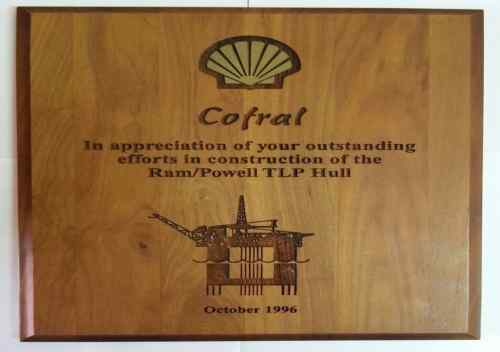 Cofral
In appreciation of your outstanding
efforts in construction of the
Ram/Powell TLP Hull
October 1996